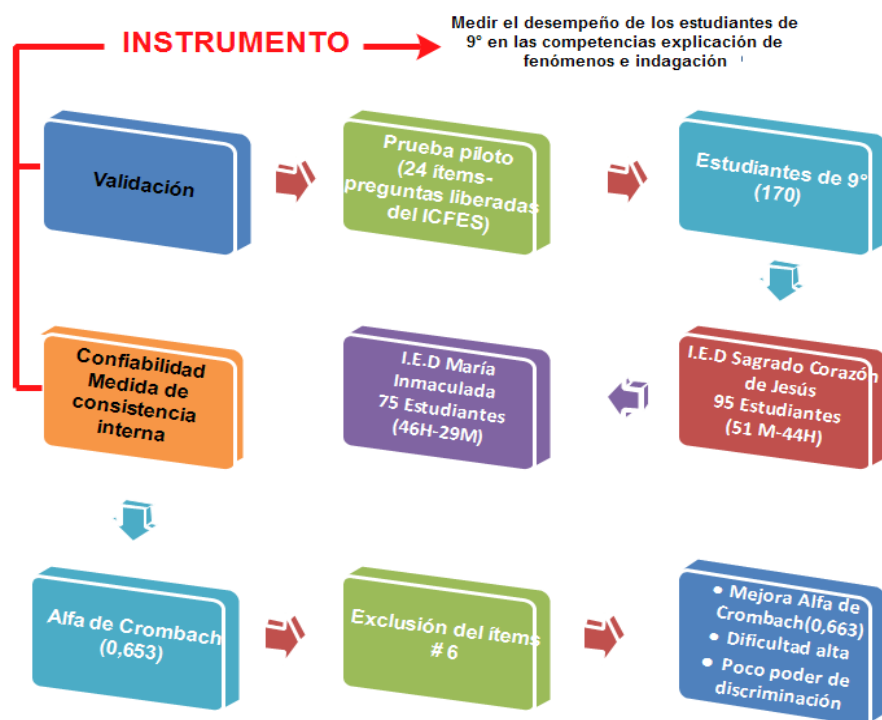 INSTRUMENTO
Medir el desempeño de los estudiantes de
9° en las competencias explicación de
fenómenos e indagación
Validación
Prueba piloto
(24 ítems-
preguntas liberadas
del ICFES)
Estudiantes de 9°
(170)
Confiabilidad
Medida de
consistencia
interna
I.E.D María
Inmaculada
75 Estudiantes
(46H-29M)
I.E.D Sagrado Corazón
de Jesús
95 Estudiantes
(51 M-44H)
Alfa de Crombach
(0,653)
Exclusión del ítems
# 6
• Mejora Alfa de
Crombach(0,663)
• Dificultad alta
• Poco poder de
discriminación